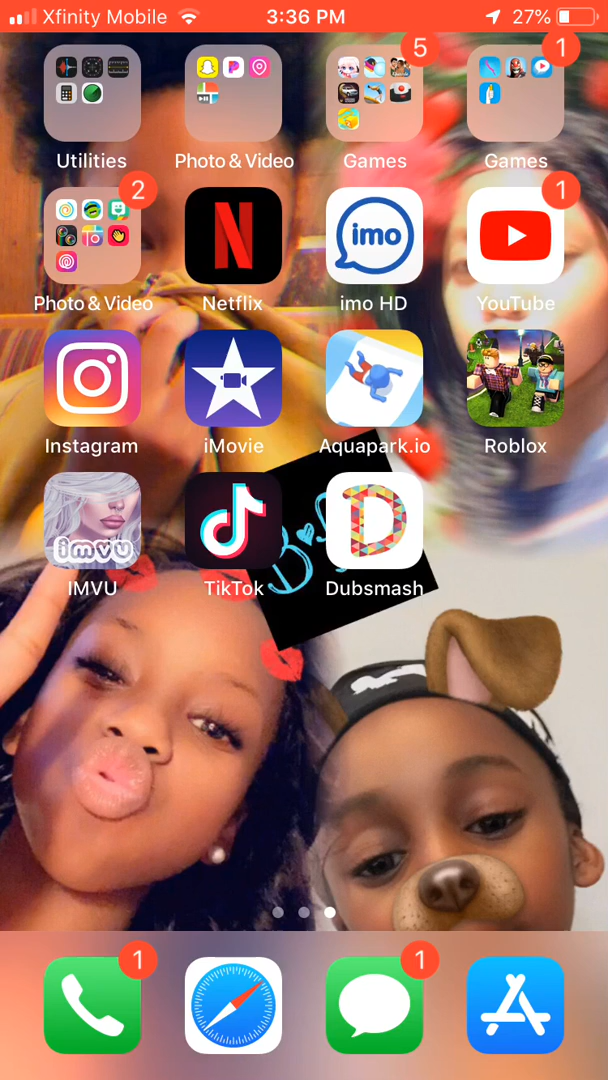 Xfinity Mobile 3:36 PM 27%
5 1
Utilities Photo & Video Games Games
2 1
imo
Photo & Video Netflix imo HD YouTube
Instagram iMovie Aquapark.io Roblox
imvu
IMVU TikTok Dubsmash
1 1